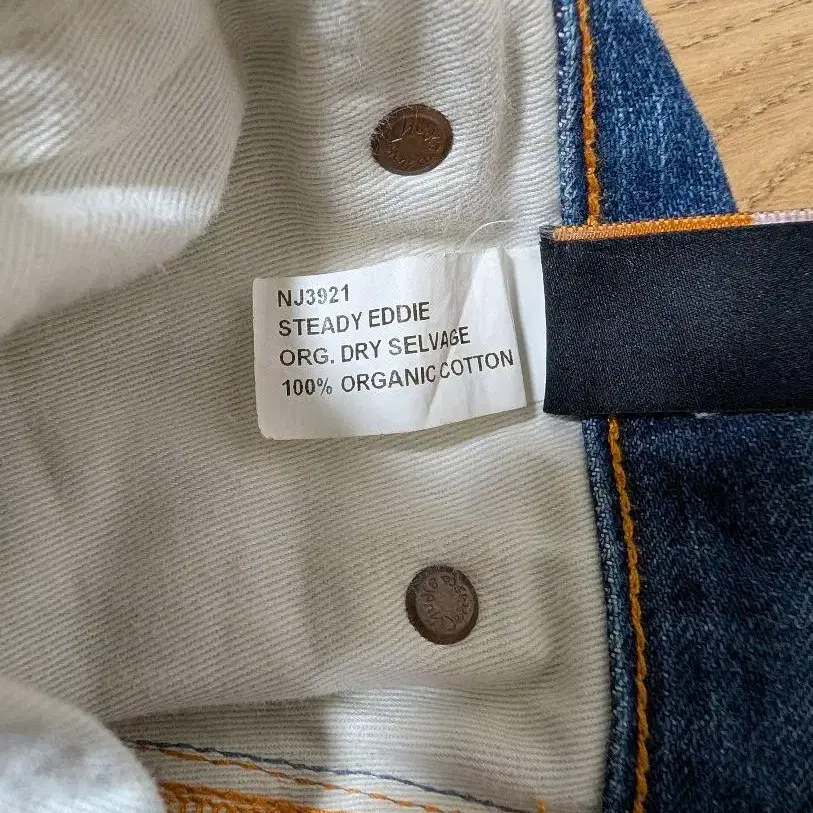 NJ3921
STEADY EDDIE
ORG. DRY SELVAGE
100% ORGANIC COTTON